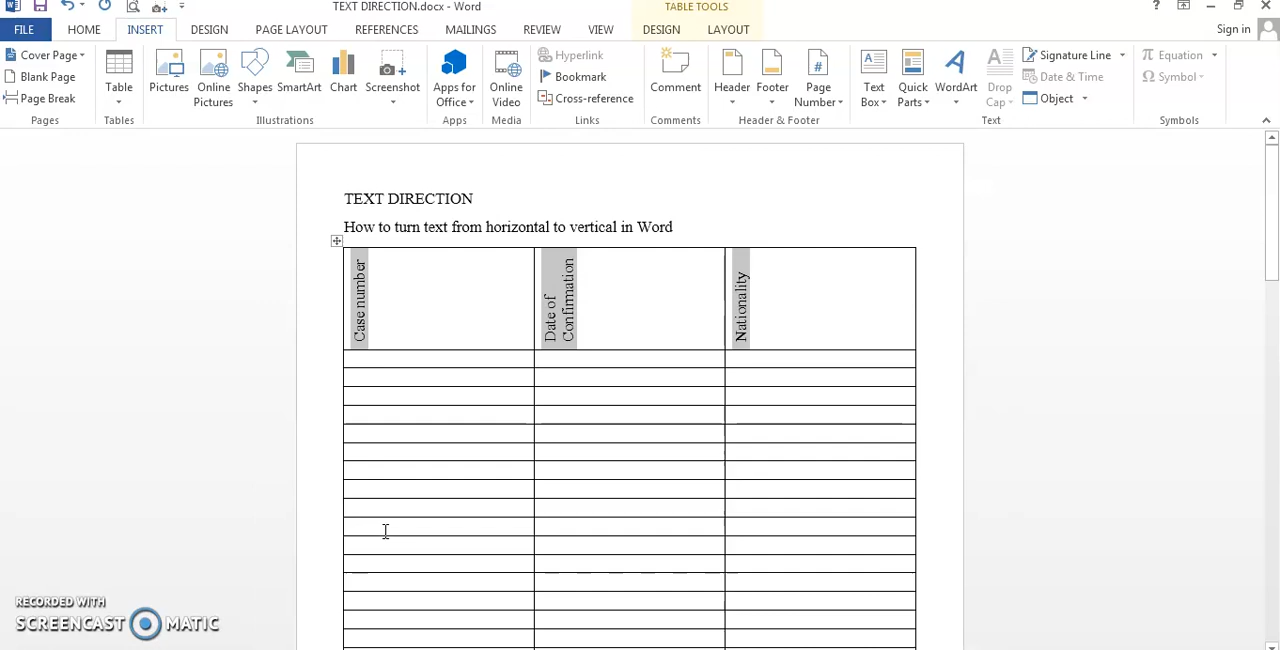 TEXT DIRECTION.docx - Word
TABLE TOOLS
?
FILE
HOME
INSERT
DESIGN
PAGE LAYOUT
REFERENCES
MAILINGS
REVIEW
VIEW
DESIGN
LAYOUT
Sign in
Cover Page
Blank Page
Page Break
Pages
Table
Tables
Pictures
Online
Pictures
Shapes
SmartArt
Chart
Screenshot
Illustrations
Apps for
Office
Apps
Online
Video
Media
Hyperlink
Bookmark
Cross-reference
Links
Comment
Comments
Header
Footer
Page
Number
Header & Footer
Text
Box
Quick
Parts
WordArt
Drop
Cap
Signature Line
Date & Time
Object
Text
Equation
Symbol
Symbols
TEXT DIRECTION
How to turn text from horizontal to vertical in Word
Case number
Date of
Confirmation
Nationality
RECORDED WITH
SCREENCAST MATIC